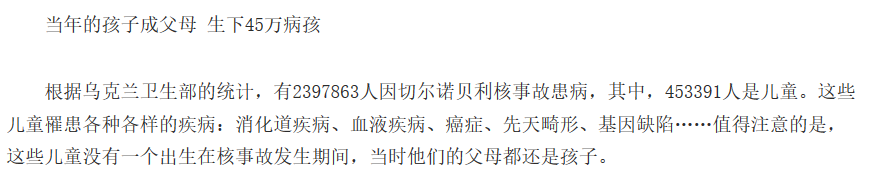 当年的孩子成父母 生下45万病孩
根据乌克兰卫生部的统计，有2397863人因切尔诺贝利核事故患病，其中，453391人是儿童。这些
儿童罹患各种各样的疾病：消化道疾病、血液疾病、癌症、先天畸形、基因缺陷……值得注意的是，
这些儿童没有一个出生在核事故发生期间，当时他们的父母都还是孩子。